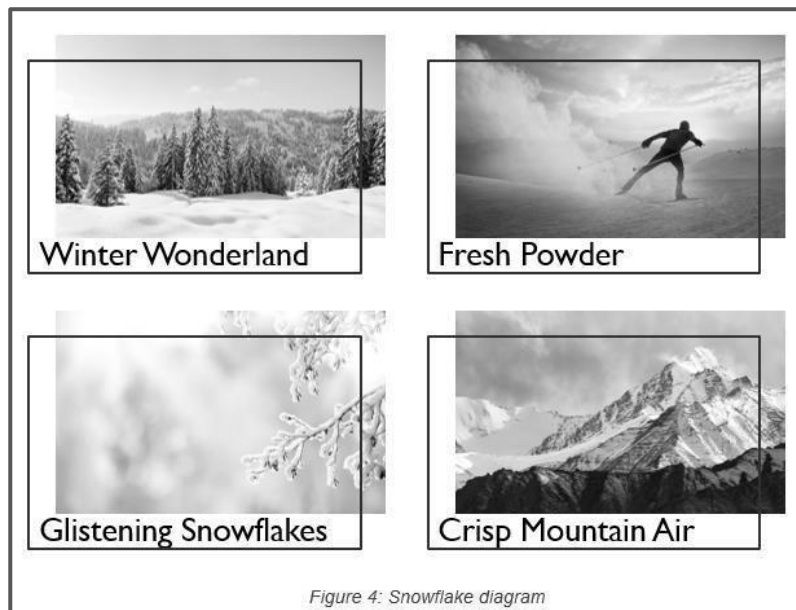 Winter Wonderland
Fresh Powder
Glistening Snowflakes
Crisp Mountain Air
Figure 4: Snowflake diagram